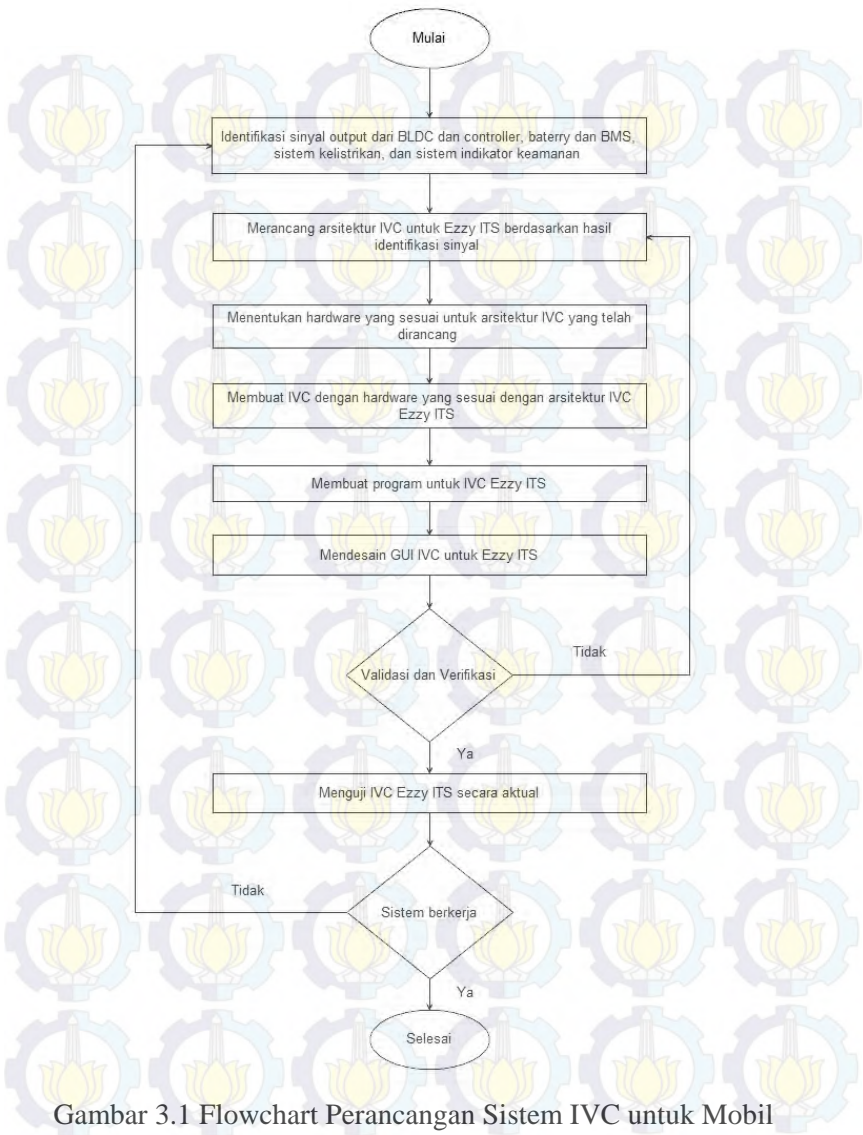 Mulai
Identifikasi sinyal output dari BLDC dan controller, baterry dan BMS,
sistem kelistrikan, dan sistem indikator keamanan
Merancang arsitektur IVC untuk Ezzy ITS berdasarkan hasil
identifikasi sinyal
Menentukan hardware yang sesuai untuk arsitektur IVC yang telah
dirancang
Membuat IVC dengan hardware yang sesuai dengan arsitektur IVC
Ezzy ITS
Membuat program untuk IVC Ezzy ITS
Mendesain GUI IVC untuk Ezzy ITS
Validasi dan Verifikasi
Tidak
Ya
Menguji IVC Ezzy ITS secara aktual
Tidak
Sistem berkerja
Ya
Selesai
Gambar 3.1 Flowchart Perancangan Sistem IVC untuk Mobil